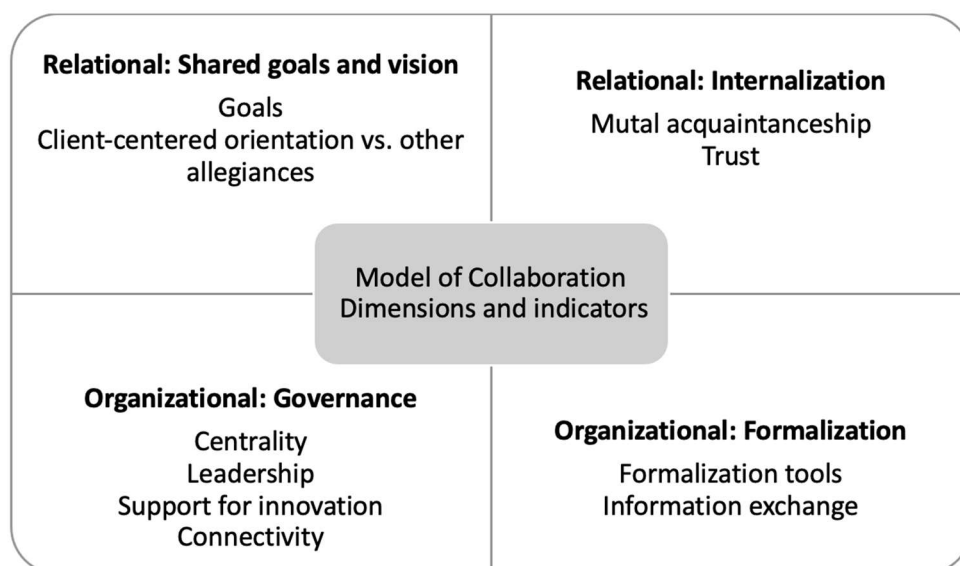 Relational: Shared goals and vision
Goals
Client-centered orientation vs. other
allegiances
Relational: Internalization
Mutal acquaintanceship
Trust
Model of Collaboration
Dimensions and indicators
Organizational: Governance
Centrality
Leadership
Support for innovation
Connectivity
Organizational: Formalization
Formalization tools
Information exchange